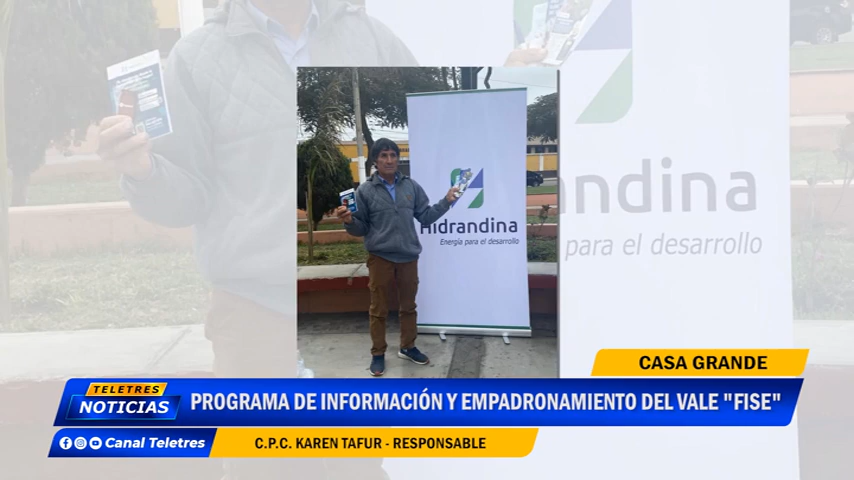 Hidrandina
Energía para el desarrollo
andina
para el desarrollo
CASA GRANDE
TELETRES
NOTICIAS
PROGRAMA DE INFORMACIÓN Y EMPADRONAMIENTO DEL VALE "FISE"
Canal Teletres
C.P.C. KAREN TAFUR - RESPONSABLE